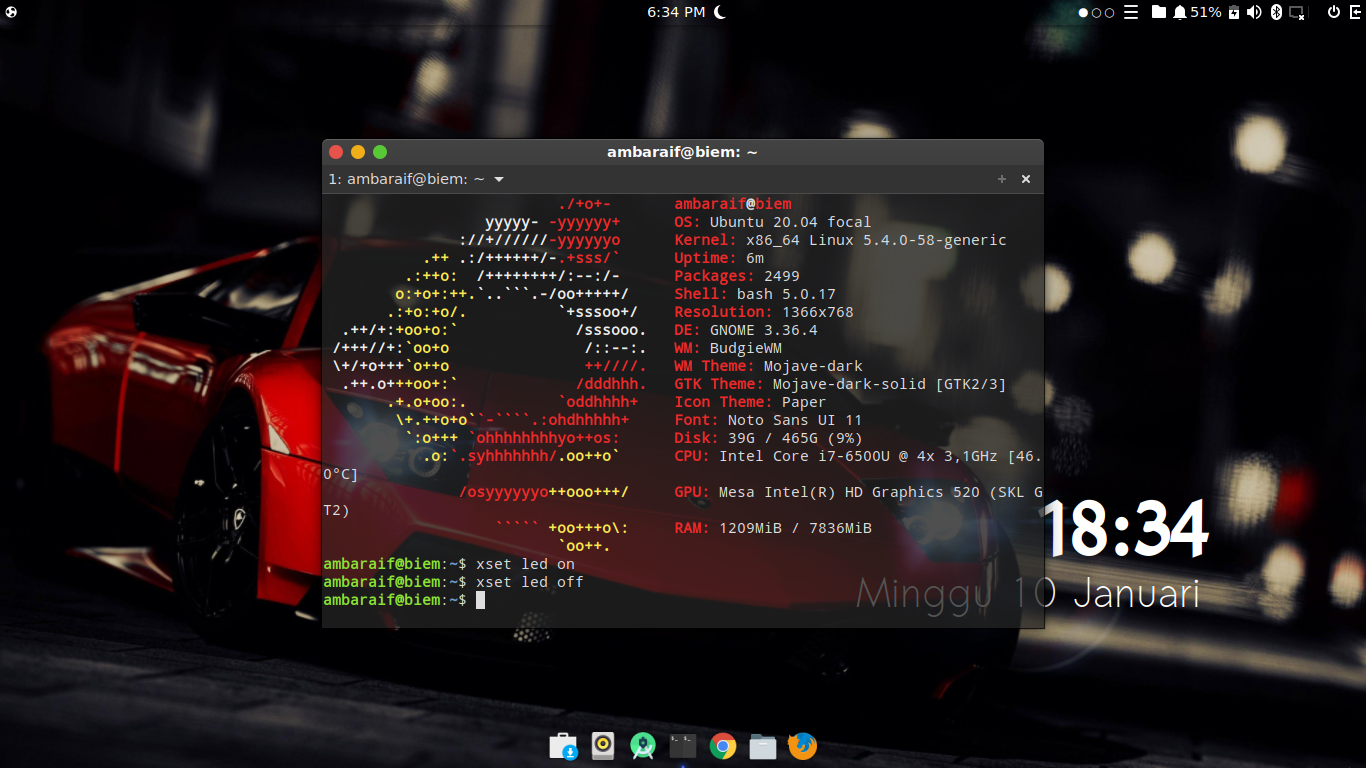 6:34 PM
51%
ambaraif@biem: ~
1: ambaraif@biem: ~
./+o+-       ambaraif@biem
yyyyy- -yyyyyy+      OS: Ubuntu 20.04 focal
://+//////-yyyyyyo      Kernel: x86_64 Linux 5.4.0-58-generic
.++ .:/++++++/-.+sss/`      Uptime: 6m
.:++o:  /++++++++/:--:/-      Packages: 2499
o:+o+:++.`..```.-/oo+++++/      Shell: bash 5.0.17
.:+o:+o/.          `+sssoo+/      Resolution: 1366x768
.++/+:+oo+o:`             /sssooo.      DE: GNOME 3.36.4
/+++//+:`oo+o               /::--:.      WM: BudgieWM
\+/+o+++`o++o               ++////.      WM Theme: Mojave-dark
.++.o+++oo+:`             /dddhhh.      GTK Theme: Mojave-dark-solid [GTK2/3]
.+.o+oo:.          `oddhhhh+      Icon Theme: Paper
\+.++o+o``-````.:ohdhhhhh+      Font: Noto Sans UI 11
`:o+++ `ohhhhhhhhyo++os:      Disk: 39G / 465G (9%)
.o:`.syhhhhhhh/.oo++o`      CPU: Intel Core i7-6500U @ 4x 3,1GHz [46.
0°C]
/osyyyyyyo++ooo+++/      GPU: Mesa Intel(R) HD Graphics 520 (SKL G
T2)
````` +oo+++o\:      RAM: 1209MiB / 7836MiB
`oo++.
ambaraif@biem:~$ xset led on
ambaraif@biem:~$ xset led off
ambaraif@biem:~$
18:34
Minggu 10 Januari